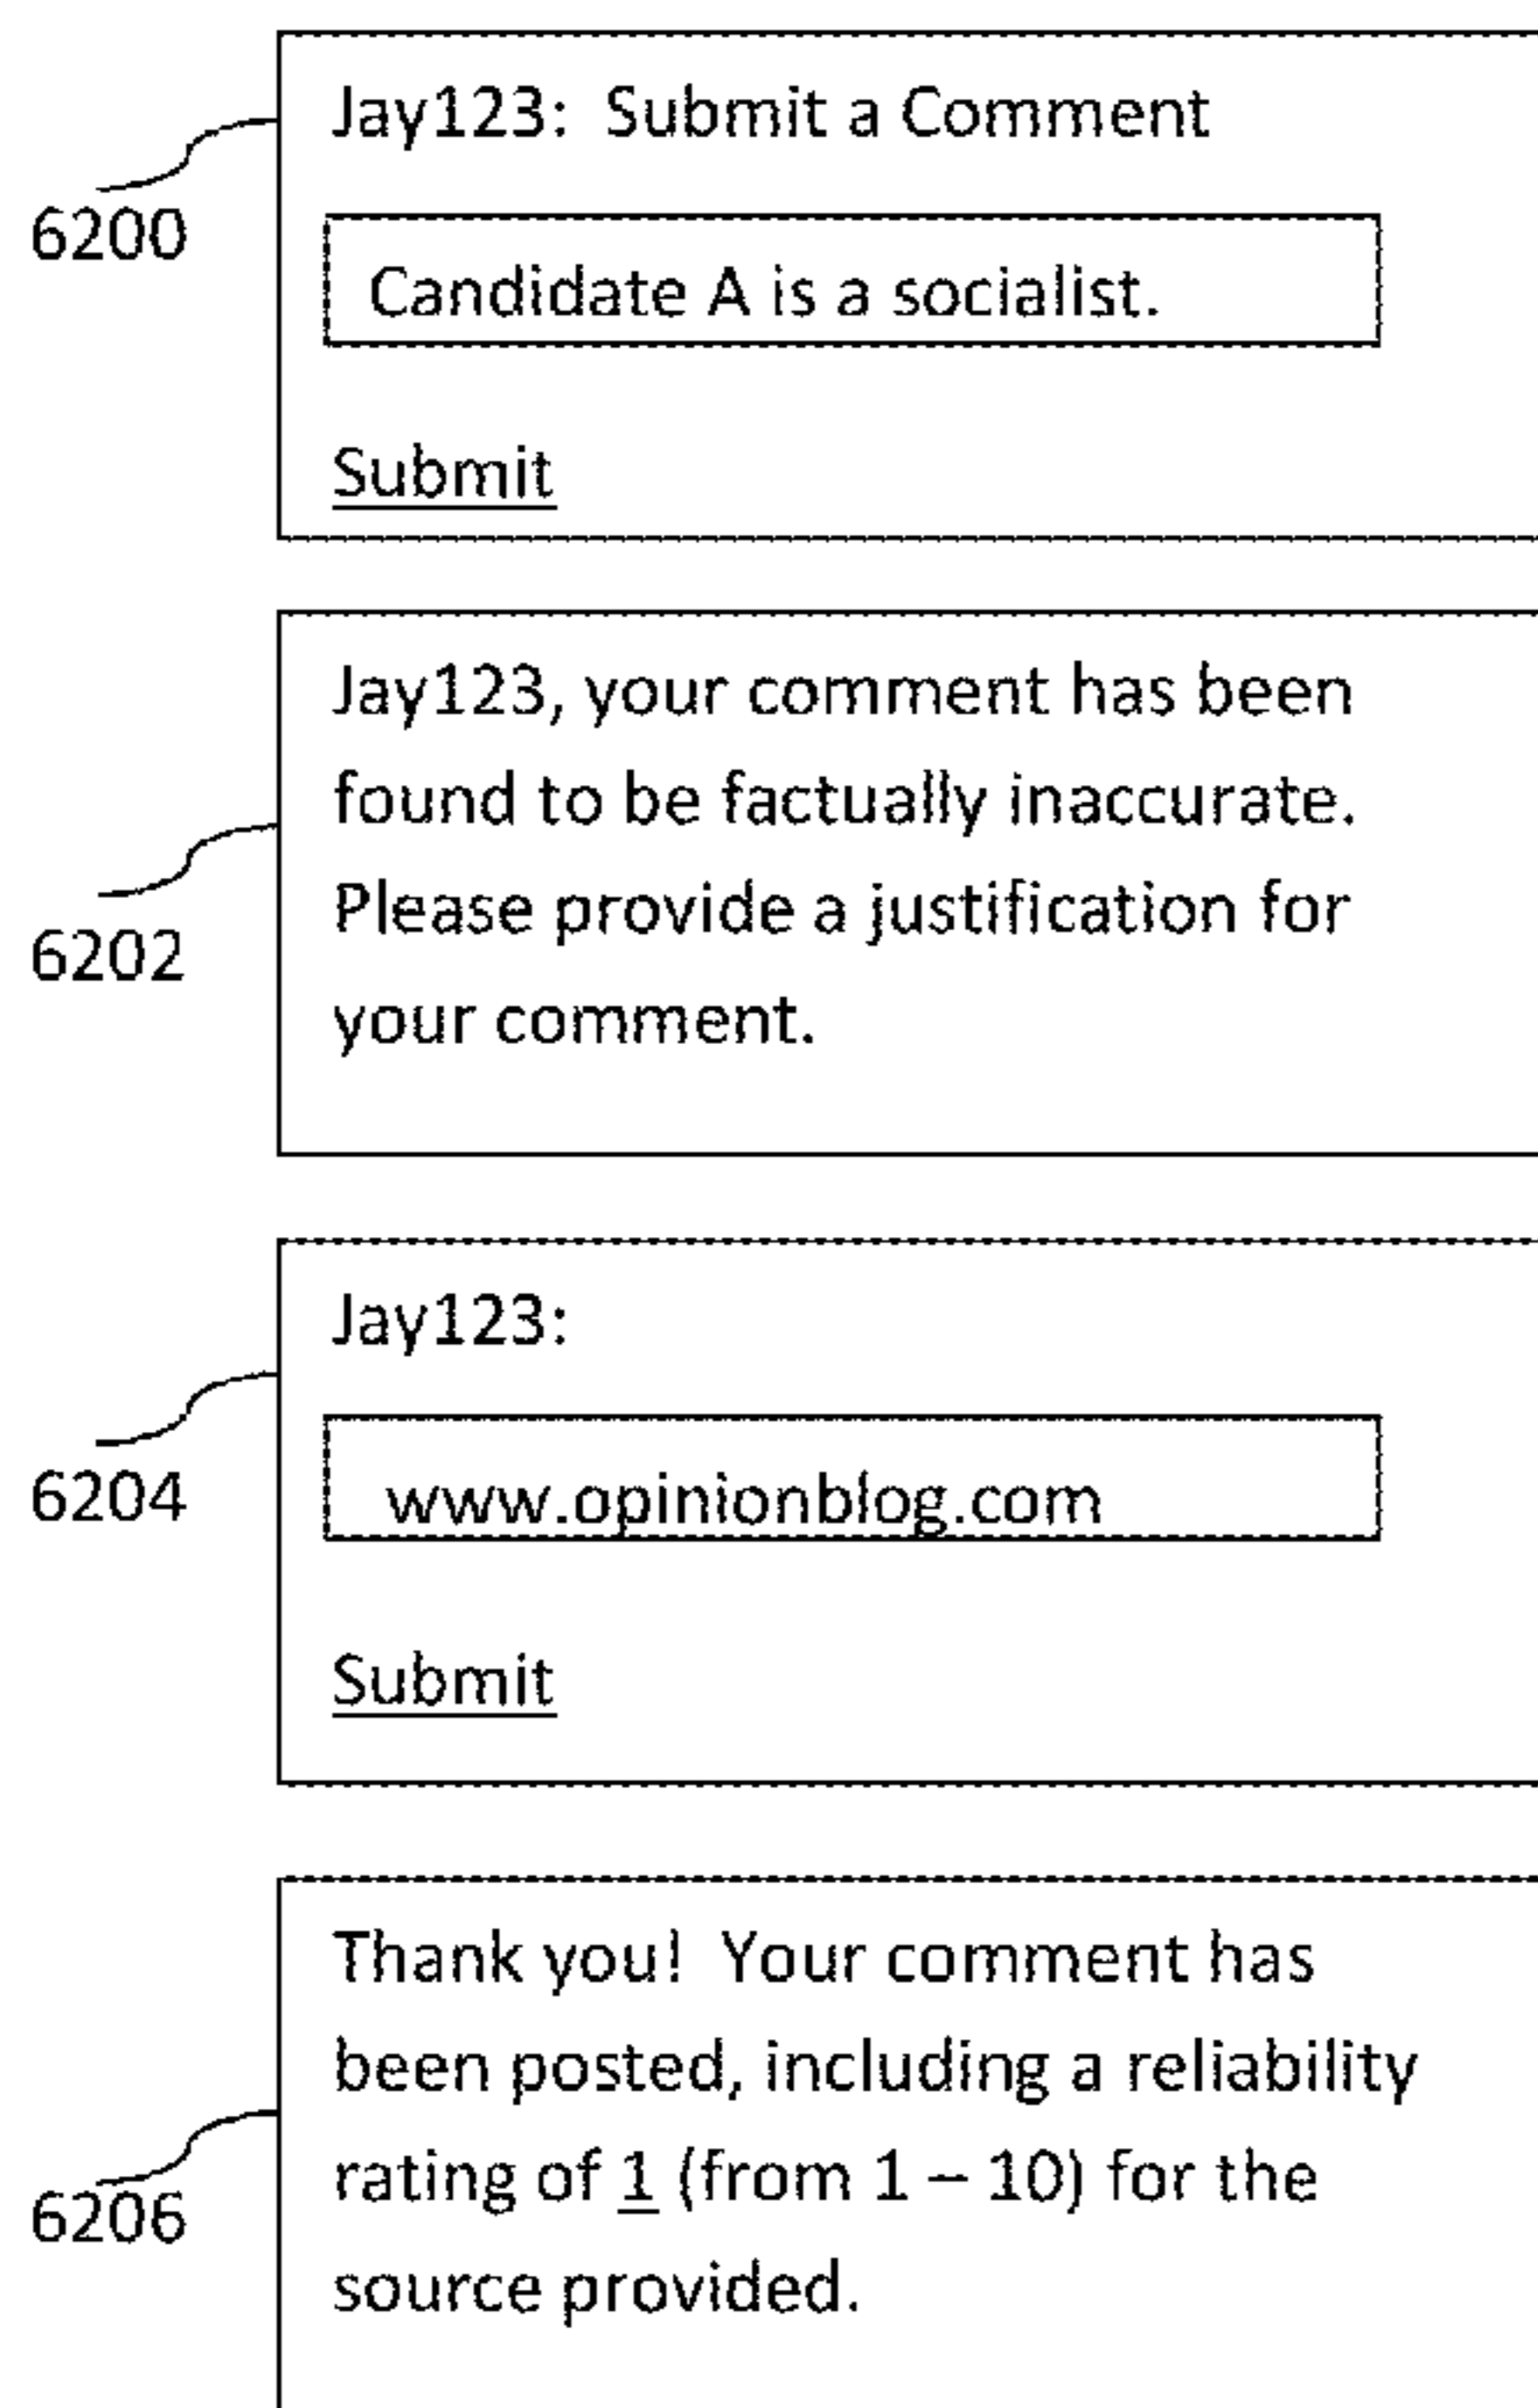 Jay123:  Submit a Comment
6200
Candidate A is a socialist.
Submit
Jay123, your comment has been
found to be factually inaccurate.
Please provide a justification for
6202
your comment.
Jay123:
6204
www.opinionblog.com
Submit
Thank you!  Your comment has
been posted, including a reliability
rating of 1 (from 1 – 10) for the
6206
source provided.